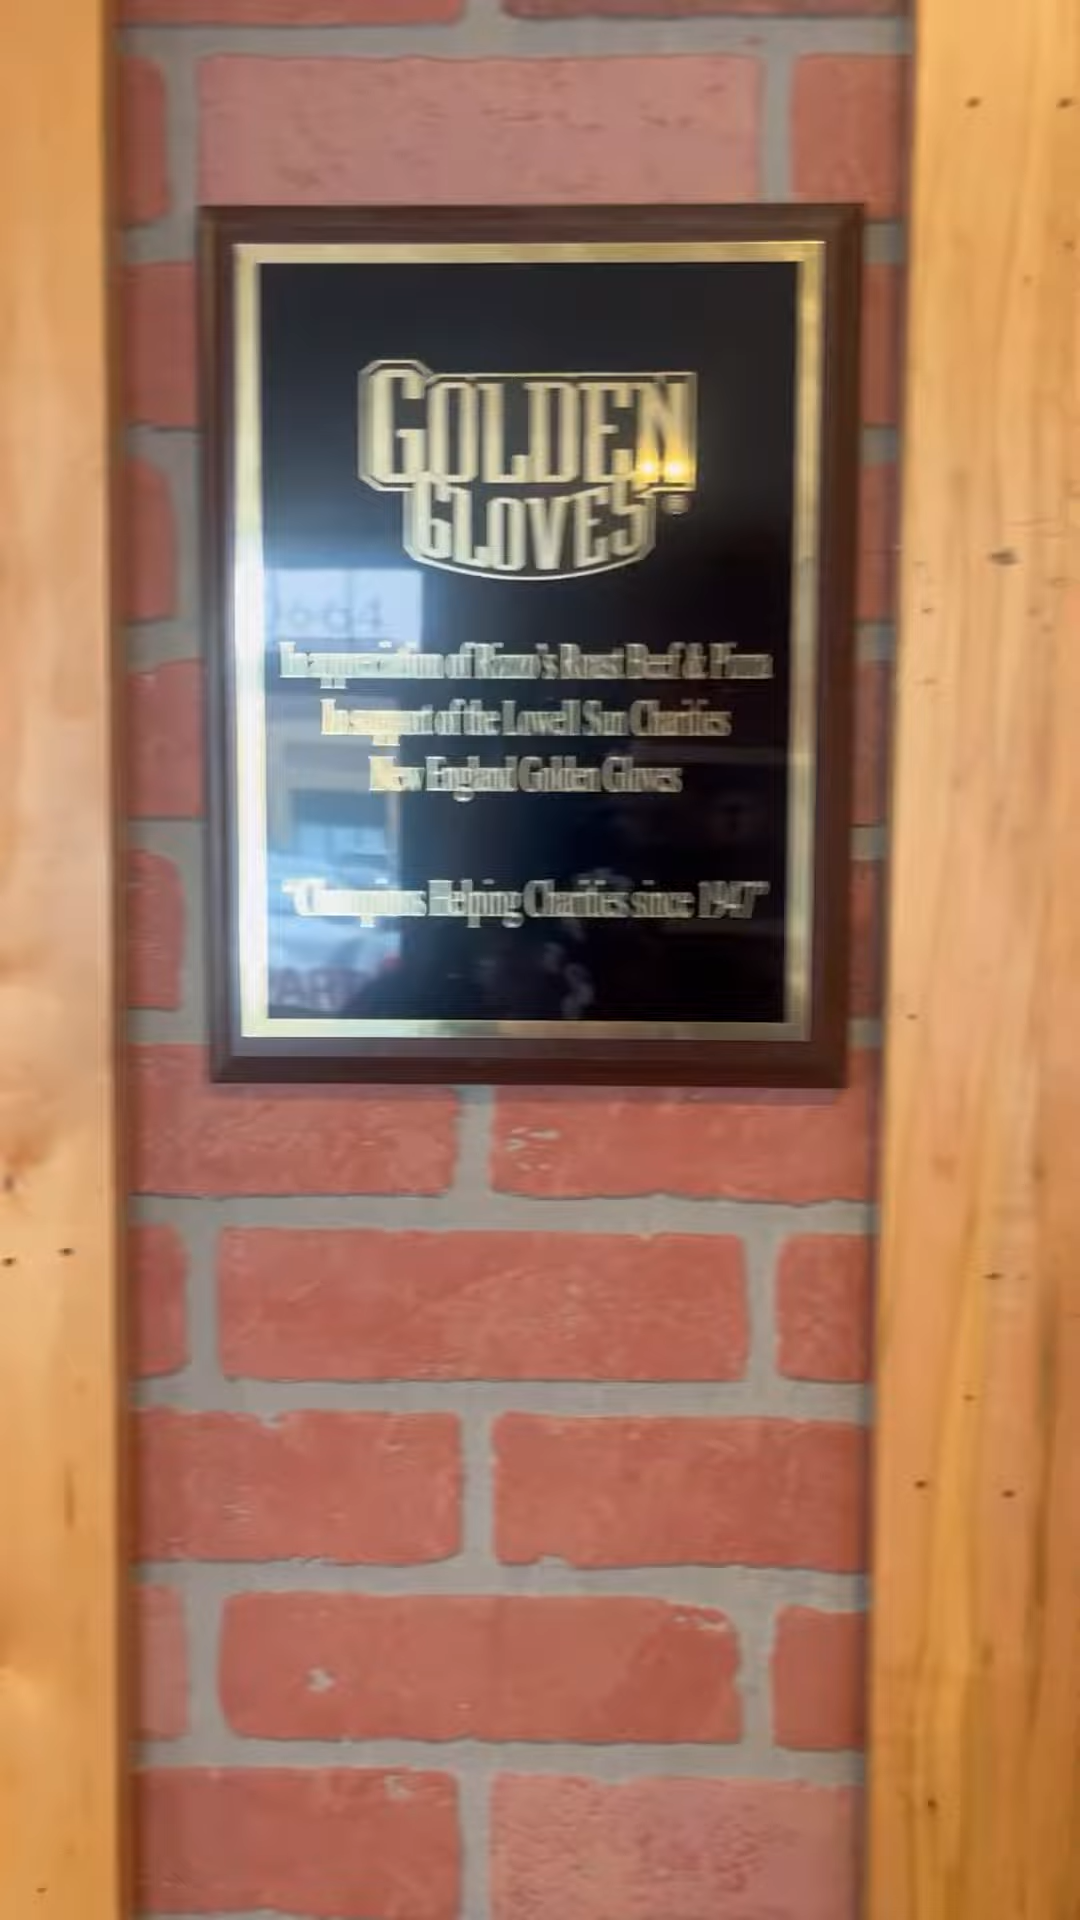 GOLDEN
GLOVES®
In appreciation of Rizzo's Roast Beef & Pizza
In support of the Lowell Sun Charities
New England Golden Gloves
"Champions Helping Charities since 1947"